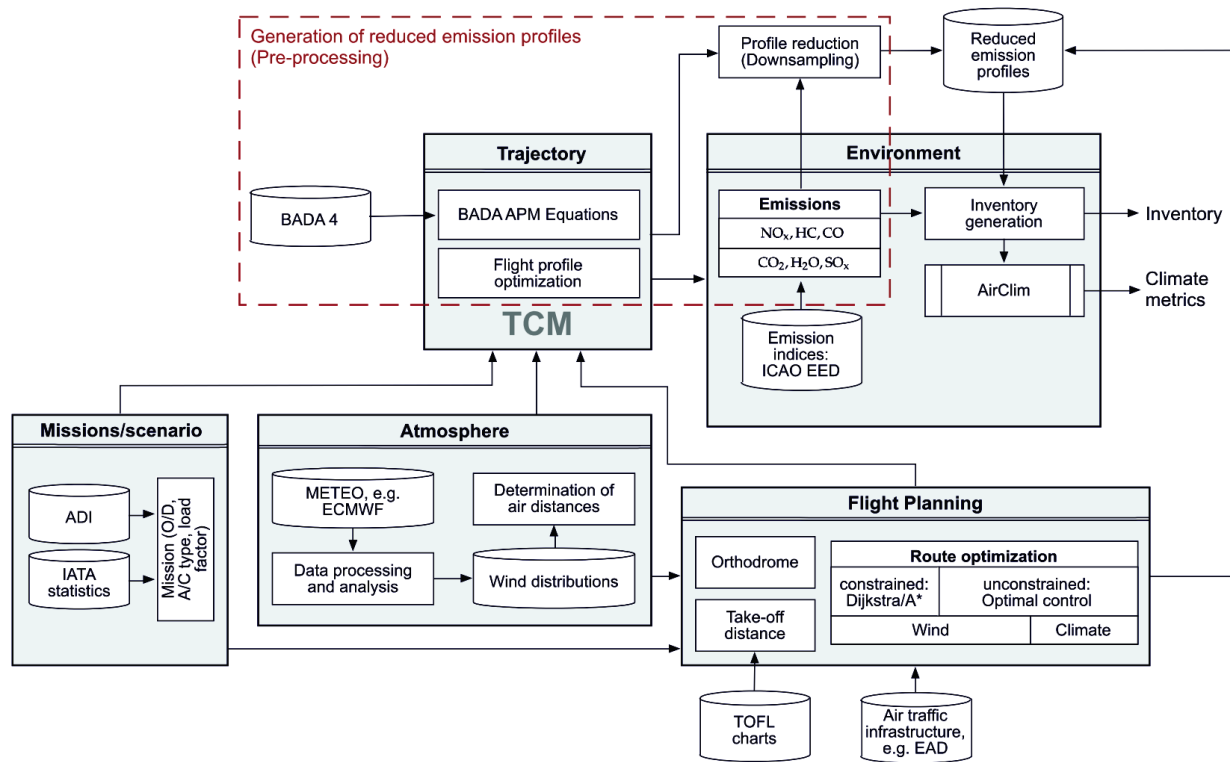 Generation of reduced emission profiles
(Pre-processing)
Profile reduction
(Downsampling)
Reduced
emission
profiles
Trajectory
BADA 4
BADA APM Equations
Flight profile
optimization
TCM
Environment
Emissions
NOₓ, HC, CO
CO₂, H₂O, SOₓ
Inventory
generation
Inventory
AirClim
Climate
metrics
Emission
indices:
ICAO EED
Missions/scenario
ADI
IATA
statistics
Mission (O/D,
A/C type, load
factor)
Atmosphere
METEO, e.g.
ECMWF
Determination of
air distances
Data processing
and analysis
Wind distributions
Flight Planning
Orthodrome
Take-off
distance
Route optimization
constrained:
Dijkstra/A*
unconstrained:
Optimal control
Wind
Climate
TOFL
charts
Air traffic
infrastructure,
e.g. EAD